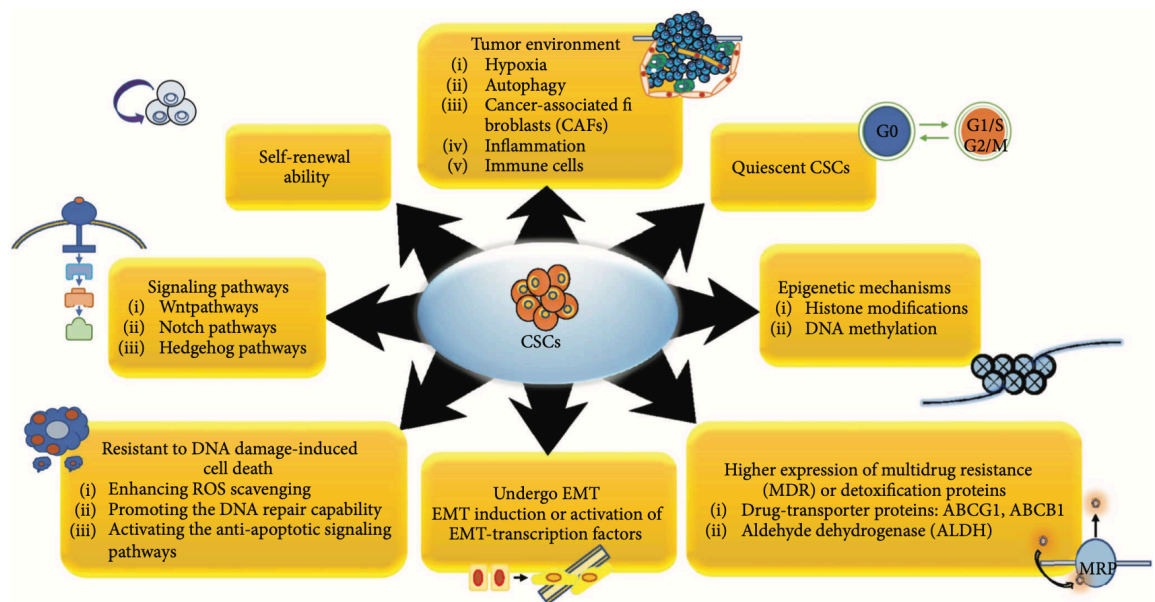 Tumor environment
(i) Hypoxia
(ii) Autophagy
(iii) Cancer-associated fi
broblasts (CAFs)
(iv) Inflammation
(v) Immune cells
Self-renewal
ability
Quiescent CSCs
G0
G1/S
G2/M
Signaling pathways
(i) Wntpathways
(ii) Notch pathways
(iii) Hedgehog pathways
CSCs
Epigenetic mechanisms
(i) Histone modifications
(ii) DNA methylation
Resistant to DNA damage-induced
cell death
(i) Enhancing ROS scavenging
(ii) Promoting the DNA repair capability
(iii) Activating the anti-apoptotic signaling
pathways
Undergo EMT
EMT induction or activation of
EMT-transcription factors
Higher expression of multidrug resistance
(MDR) or detoxification proteins
(i) Drug-transporter proteins: ABCG1, ABCB1
(ii) Aldehyde dehydrogenase (ALDH)
MRP